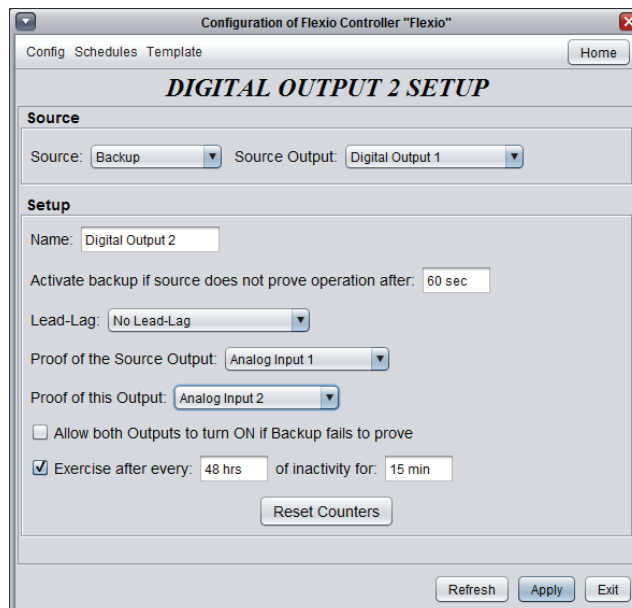 Configuration of Flexio Controller "Flexio"
Config Schedules Template Home
DIGITAL OUTPUT 2 SETUP
Source
Source: Backup Source Output: Digital Output 1
Setup
Name: Digital Output 2
Activate backup if source does not prove operation after: 60 sec
Lead-Lag: No Lead-Lag
Proof of the Source Output: Analog Input 1
Proof of this Output: Analog Input 2
Allow both Outputs to turn ON if Backup fails to prove
Exercise after every: 48 hrs of inactivity for: 15 min
Reset Counters
Refresh Apply Exit